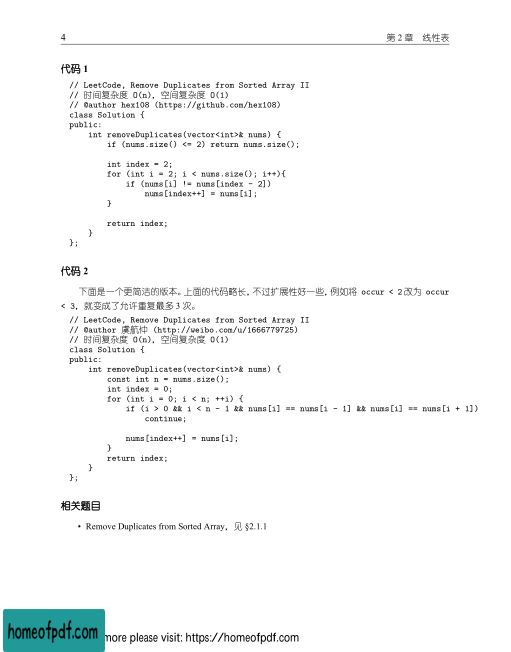 4 第 2 章 线性表
代码 1
// LeetCode, Remove Duplicates from Sorted Array II
// 时间复杂度 O(n)，空间复杂度 O(1)
// @author hex108 (https://github.com/hex108)
class Solution {
public:
    int removeDuplicates(vector<int>& nums) {
        if (nums.size() <= 2) return nums.size();
        int index = 2;
        for (int i = 2; i < nums.size(); i++){
            if (nums[i] != nums[index - 2])
                nums[index++] = nums[i];
        }
        return index;
    }
};
代码 2
下面是一个更简洁的版本。上面的代码略长，不过扩展性好一些，例如将 occur < 2 改为 occur
< 3，就变成了允许重复最多 3 次。
// LeetCode, Remove Duplicates from Sorted Array II
// @author 虞航仲 (http://weibo.com/u/1666779725)
// 时间复杂度 O(n)，空间复杂度 O(1)
class Solution {
public:
    int removeDuplicates(vector<int>& nums) {
        const int n = nums.size();
        int index = 0;
        for (int i = 0; i < n; ++i) {
            if (i > 0 && i < n - 1 && nums[i] == nums[i - 1] && nums[i] == nums[i + 1])
                continue;
            nums[index++] = nums[i];
        }
        return index;
    }
};
相关题目
• Remove Duplicates from Sorted Array，见 §2.1.1
homeofpdf.com more please visit: https://homeofpdf.com